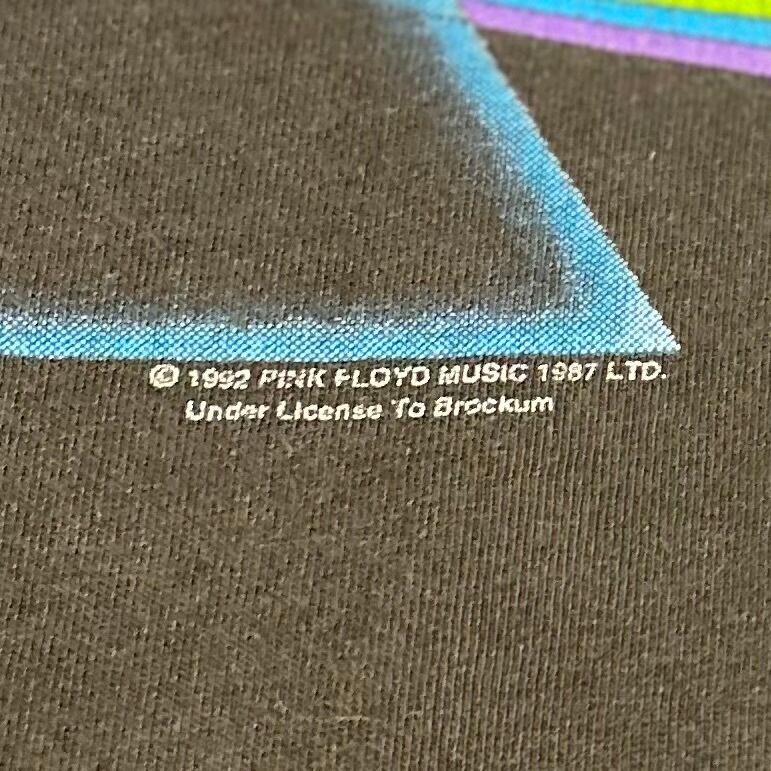 © 1992 PINK FLOYD MUSIC 1987 LTD.
Under License To Brockum